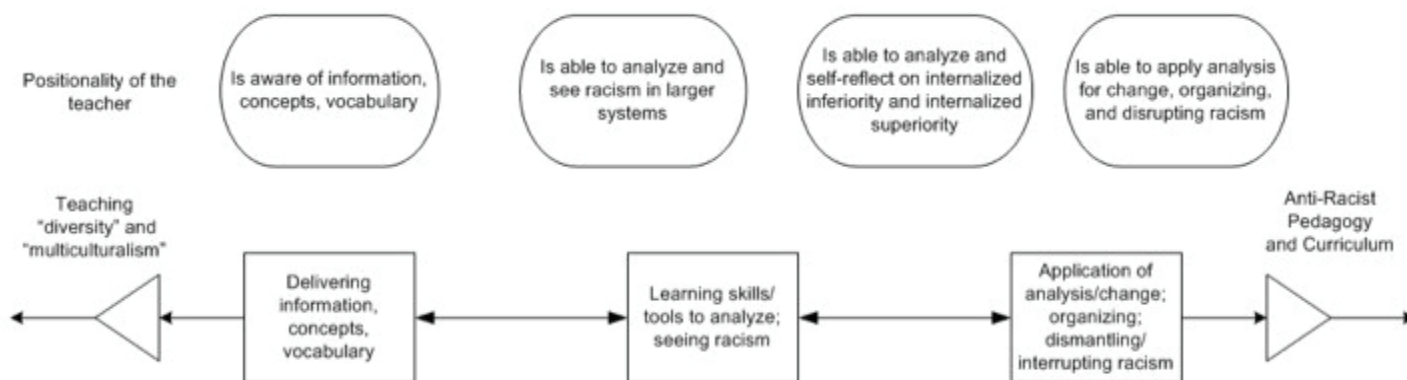 Positionality of the
teacher
Is aware of information,
concepts, vocabulary
Is able to analyze and
see racism in larger
systems
Is able to analyze and
self-reflect on internalized
inferiority and internalized
superiority
Is able to apply analysis
for change, organizing,
and disrupting racism
Teaching
“diversity” and
“multiculturalism”
Delivering
information,
concepts,
vocabulary
Learning skills/
tools to analyze;
seeing racism
Application of
analysis/change;
organizing;
dismantling/
interrupting racism
Anti-Racist
Pedagogy
and Curriculum